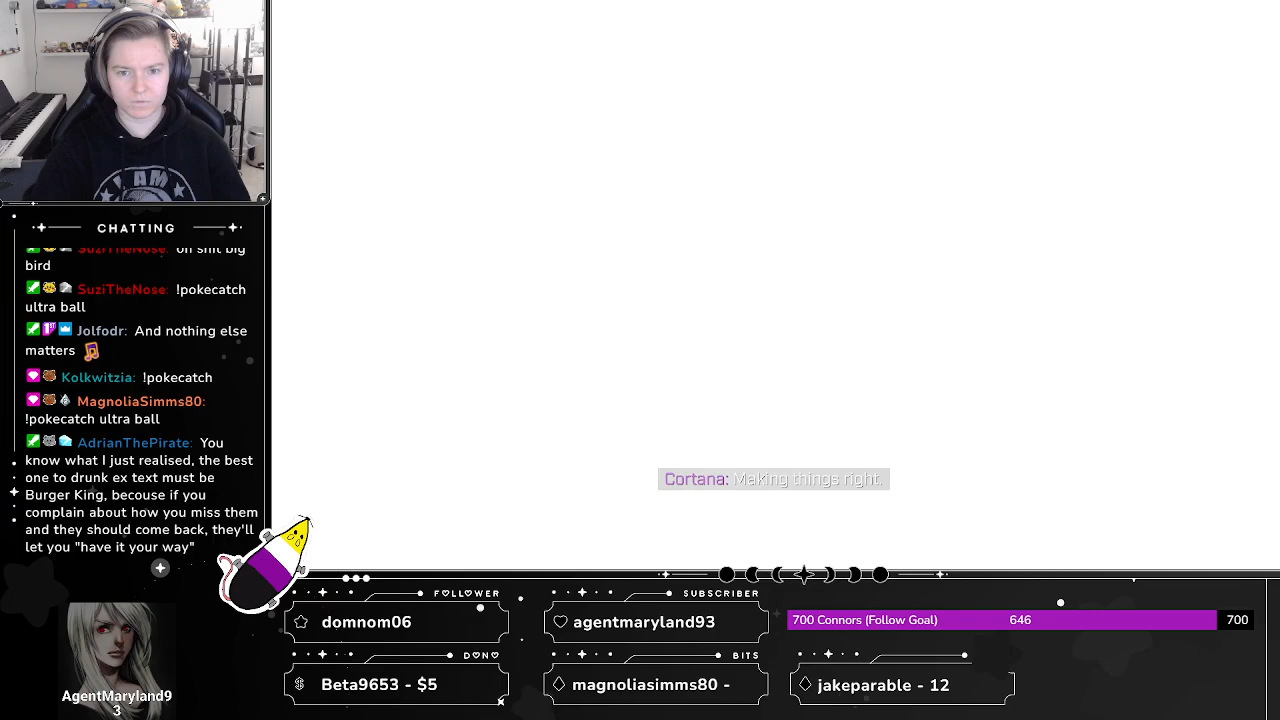 I AM
CHATTING
SuziTheNose: oh shit big
bird
SuziTheNose: !pokecatch
ultra ball
Jolfodr: And nothing else
matters
Kolkwitzia: !pokecatch
MagnoliaSimms80:
!pokecatch ultra ball
AdrianThePirate: You
know what I just realised, the best
one to drunk ex text must be
Burger King, becouse if you
complain about how you miss them
and they should come back, they'll
let you "have it your way"
Cortana: Making things right.
AgentMaryland9
3
FOLLOWER
domnom06
SUBSCRIBER
agentmaryland93
700 Connors (Follow Goal)
646
700
DONO
Beta9653 - $5
BITS
magnoliasimms80 -
jakeparable - 12